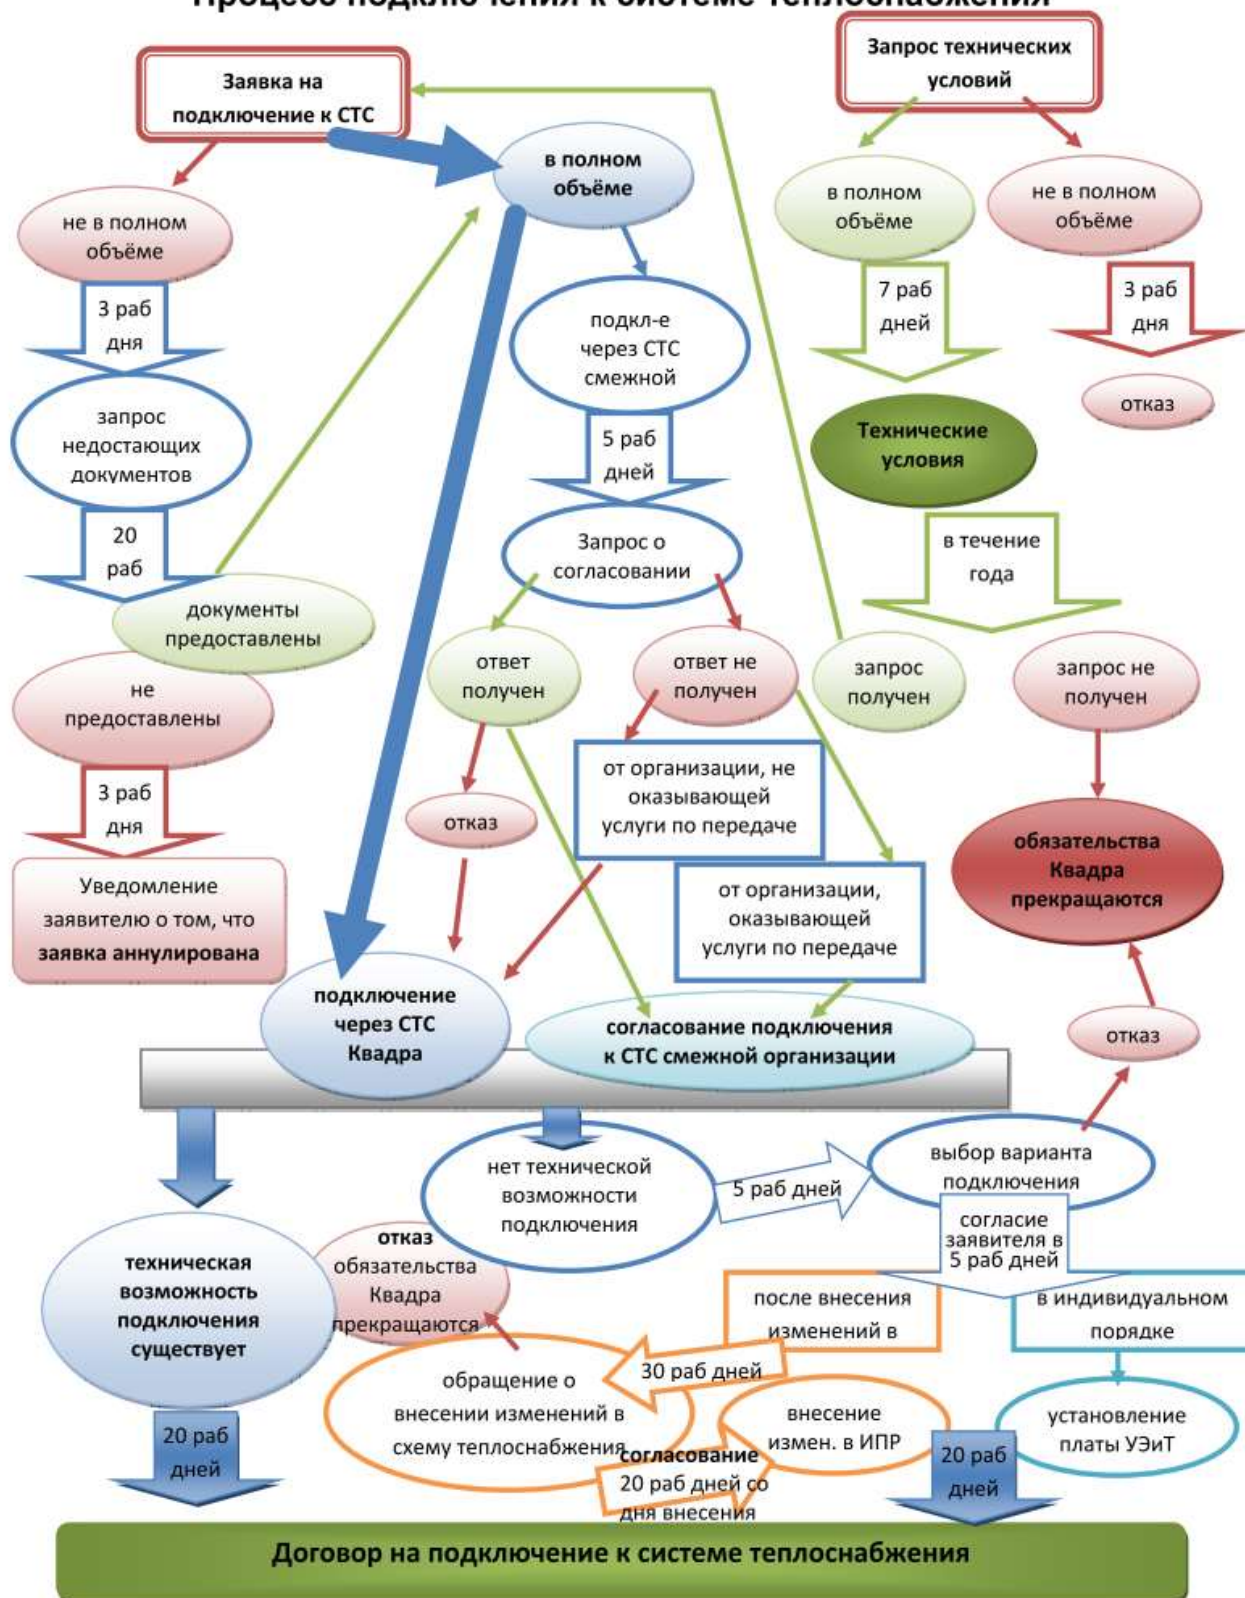 Процесс подключения к системе теплоснабжения
Заявка на
подключение к СТС
Запрос технических
условий
в полном
объёме
в полном
объёме
не в полном
объёме
не в полном
объёме
3 раб
дня
подкл-е
через СТС
смежной
7 раб
дней
3 раб
дня
отказ
запрос
недостающих
документов
5 раб
дней
Технические
условия
20
раб
Запрос о
согласовании
в течение
года
документы
предоставлены
не
предоставлены
ответ
получен
ответ не
получен
запрос
получен
запрос не
получен
3 раб
дня
отказ
от организации, не
оказывающей
услуги по передаче
обязательства
Квадра
прекращаются
Уведомление
заявителю о том, что
заявка аннулирована
от организации,
оказывающей
услуги по передаче
подключение
через СТС
Квадра
согласование подключения
к СТС смежной организации
отказ
нет технической
возможности
подключения
5 раб дней
выбор варианта
подключения
согласие
заявителя в
5 раб дней
техническая
возможность
подключения
существует
отказ
обязательства
Квадра
прекращаются
после внесения
изменений в
в индивидуальном
порядке
30 раб дней
обращение о
внесении изменений в
схему теплоснабжения
внесение
измен. в ИПР
установление
платы УЭиТ
20 раб
дней
согласование
20 раб дней со
дня внесения
20 раб
дней
Договор на подключение к системе теплоснабжения